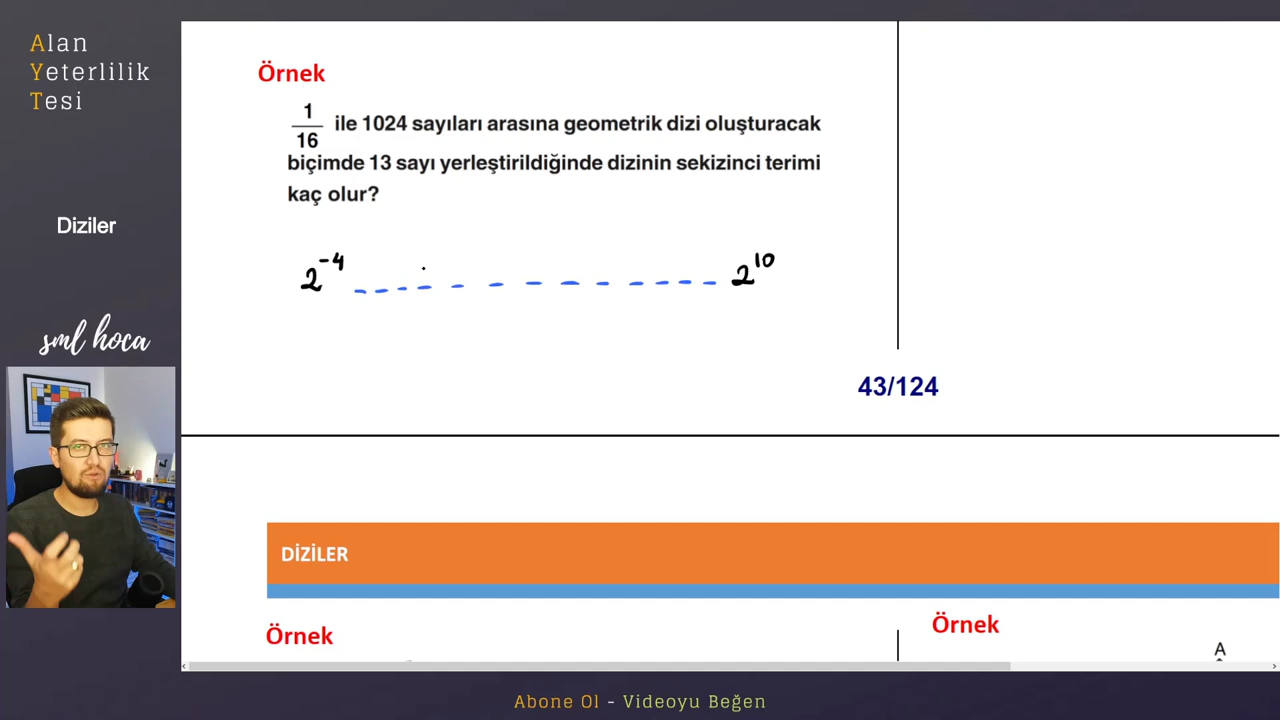 Alan
Yeterlilik
Tesi
Diziler
sml hoca
Örnek
1/16 ile 1024 sayıları arasına geometrik dizi oluşturacak
biçimde 13 sayı yerleştirildiğinde dizinin sekizinci terimi
kaç olur?
2^-4 _ _ _ _ _ _ _ _ _ _ _ _ _ 2^10
43/124
DİZİLER
Örnek
Örnek
A
Abone Ol - Videoyu Beğen